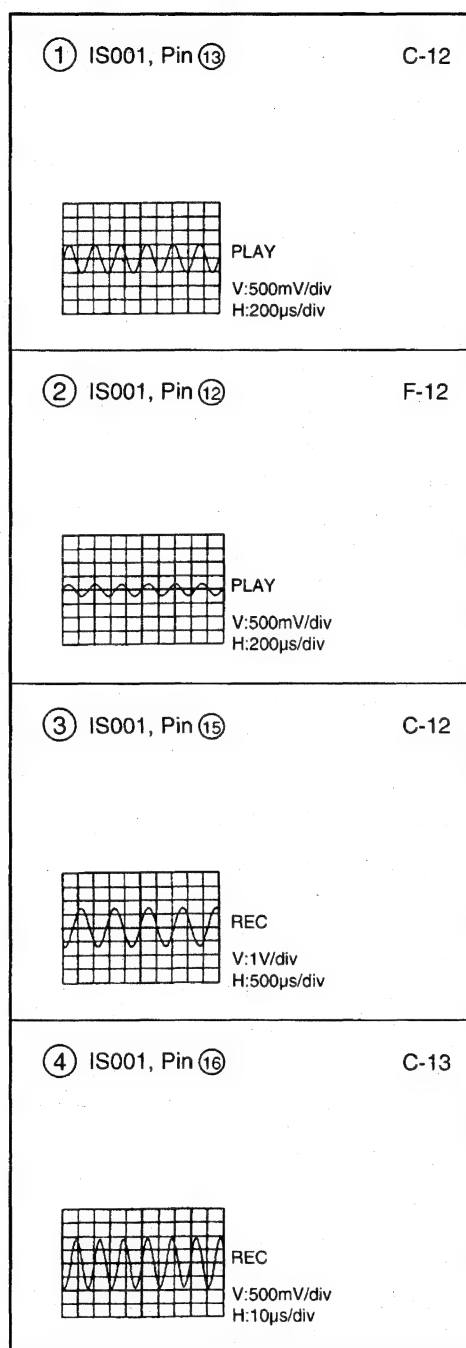 ① IS001, Pin ⑬ C-12
PLAY
V:500mV/div
H:200µs/div
② IS001, Pin ⑫ F-12
PLAY
V:500mV/div
H:200µs/div
③ IS001, Pin ⑮ C-12
REC
V:1V/div
H:500µs/div
④ IS001, Pin ⑯ C-13
REC
V:500mV/div
H:10µs/div